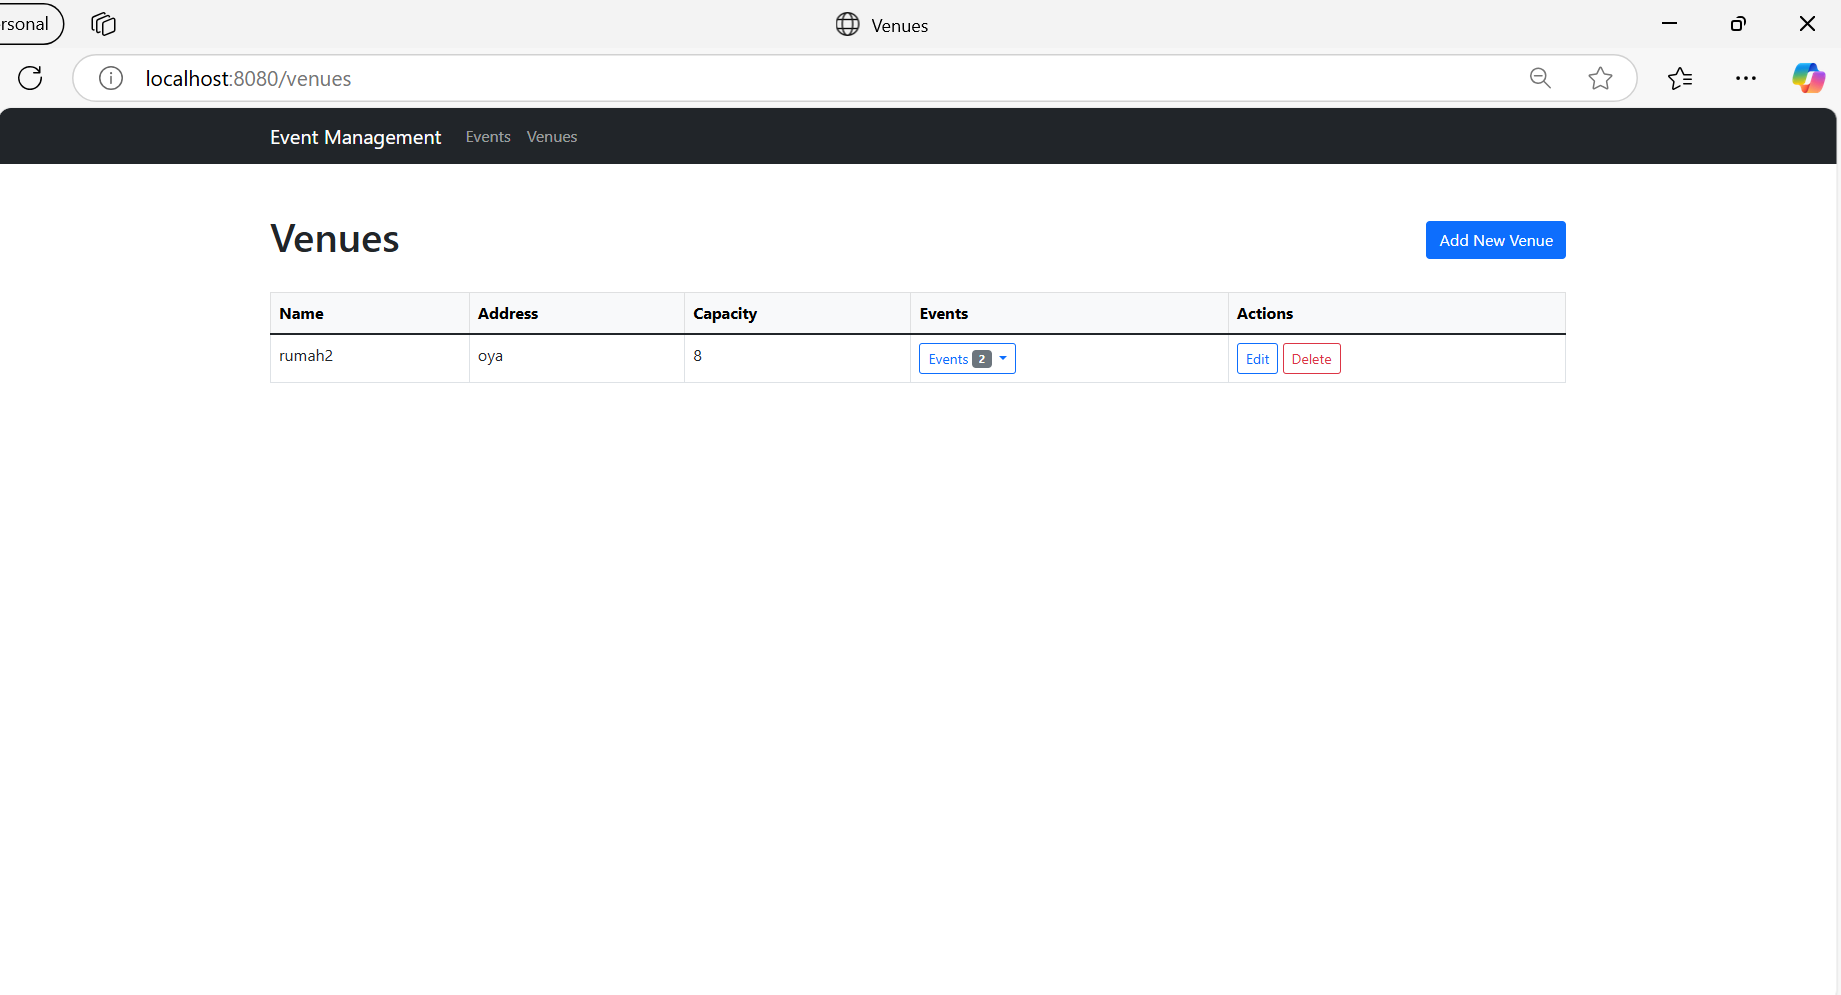 rsonal
Venues
localhost:8080/venues
Event Management Events Venues
Venues
Add New Venue
Name Address Capacity Events Actions
rumah2 oya 8 Events 2 Edit Delete